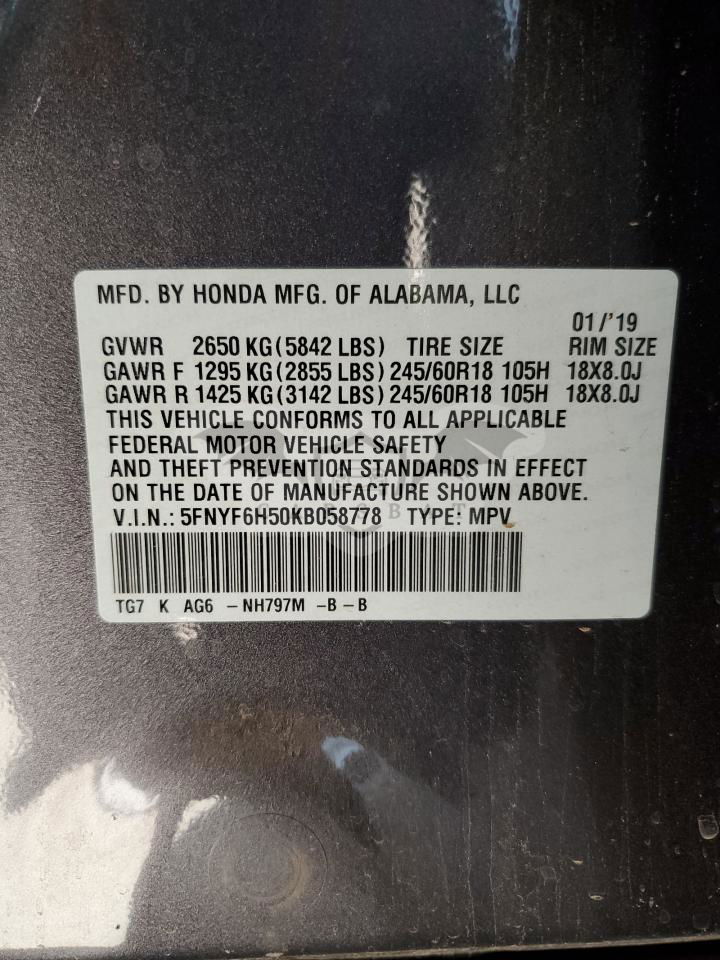 MFD. BY HONDA MFG. OF ALABAMA, LLC
01/'19
GVWR 2650 KG (5842 LBS) TIRE SIZE RIM SIZE
GAWR F 1295 KG (2855 LBS) 245/60R18 105H 18X8.0J
GAWR R 1425 KG (3142 LBS) 245/60R18 105H 18X8.0J
THIS VEHICLE CONFORMS TO ALL APPLICABLE
FEDERAL MOTOR VEHICLE SAFETY
AND THEFT PREVENTION STANDARDS IN EFFECT
ON THE DATE OF MANUFACTURE SHOWN ABOVE.
V.I.N.: 5FNYF6H50KB058778 TYPE: MPV
TG7 K AG6 -NH797M -B -B